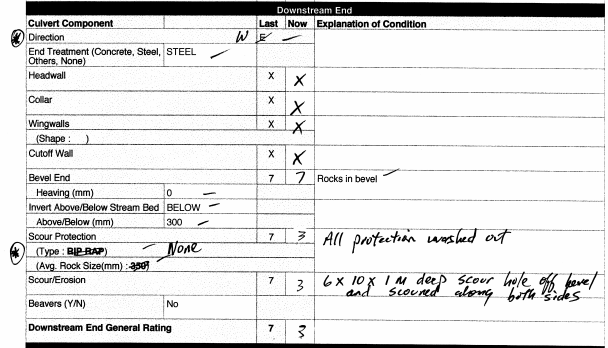 Downstream End
Culvert Component Last Now Explanation of Condition
Direction W E
End Treatment (Concrete, Steel, Others, None) STEEL
Headwall X X
Collar X X
Wingwalls X X
(Shape : )
Cutoff Wall X X
Bevel End 7 7 Rocks in bevel
Heaving (mm) 0
Invert Above/Below Stream Bed BELOW
Above/Below (mm) 300
Scour Protection 7 3 All protection washed out
(Type : RIP RAP) None
(Avg. Rock Size(mm) : 350)
Scour/Erosion 7 3 6 x 10 x 1 M deep scour hole off bevel
and scoured along both sides
Beavers (Y/N) No
Downstream End General Rating 7 3